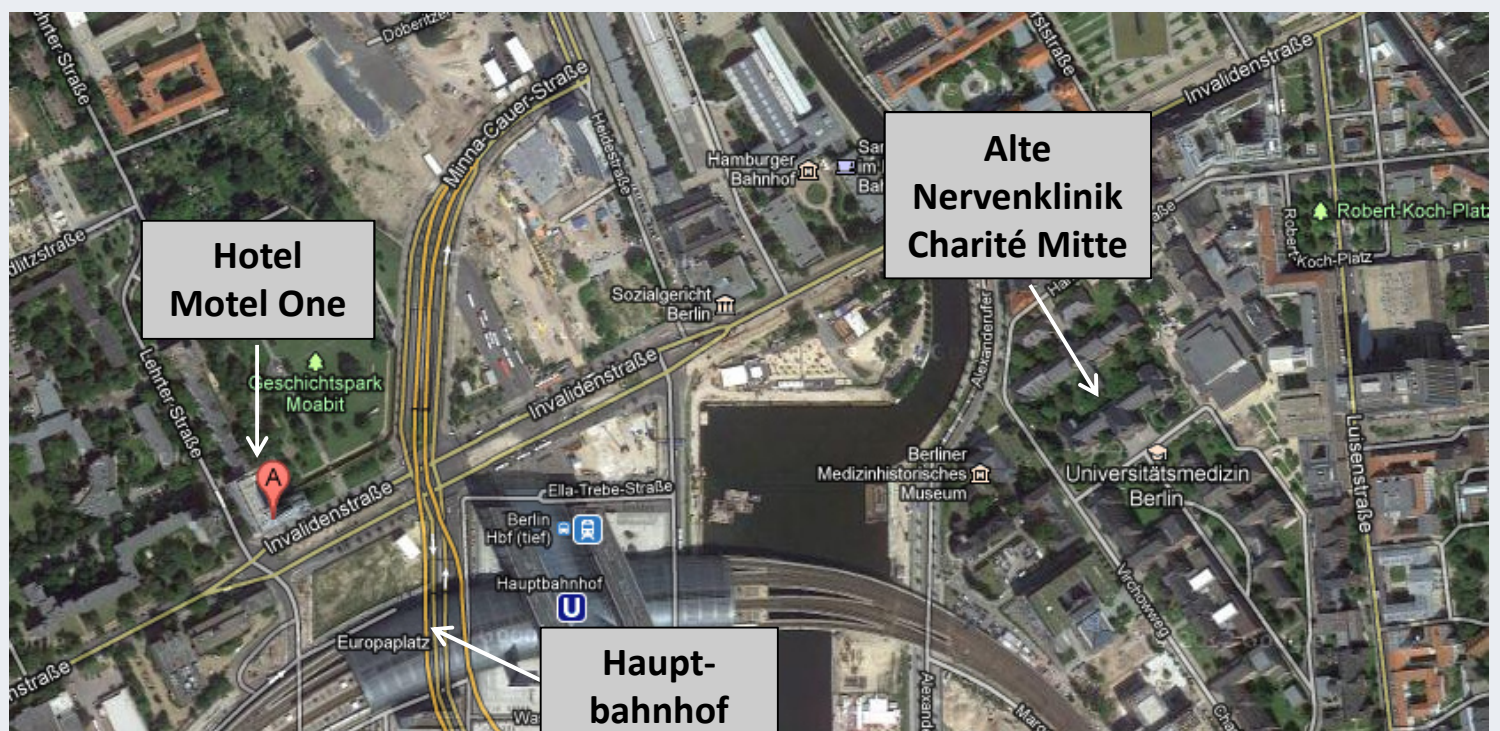 Lehrter Straße
Döberitzer
Minna-Cauer-Straße
Heidestraße
Hamburger
Bahnhof
Invalidenstraße
Alte
Nervenklinik
Charité Mitte
Robert-Koch-Platz
Robert-Koch-Platz
Hotel
Motel One
Sozialgericht
Berlin
Alexanderufer
Lehrter Straße
Geschichtspark
Moabit
Invalidenstraße
A
Invalidenstraße
Ella-Trebe-Straße
Berliner
Medizinhistorisches
Museum
Universitätsmedizin
Berlin
Luisenstraße
Berlin
Hbf (tief)
Hauptbahnhof
U
Virchowweg
Europaplatz
Haupt-
bahnhof